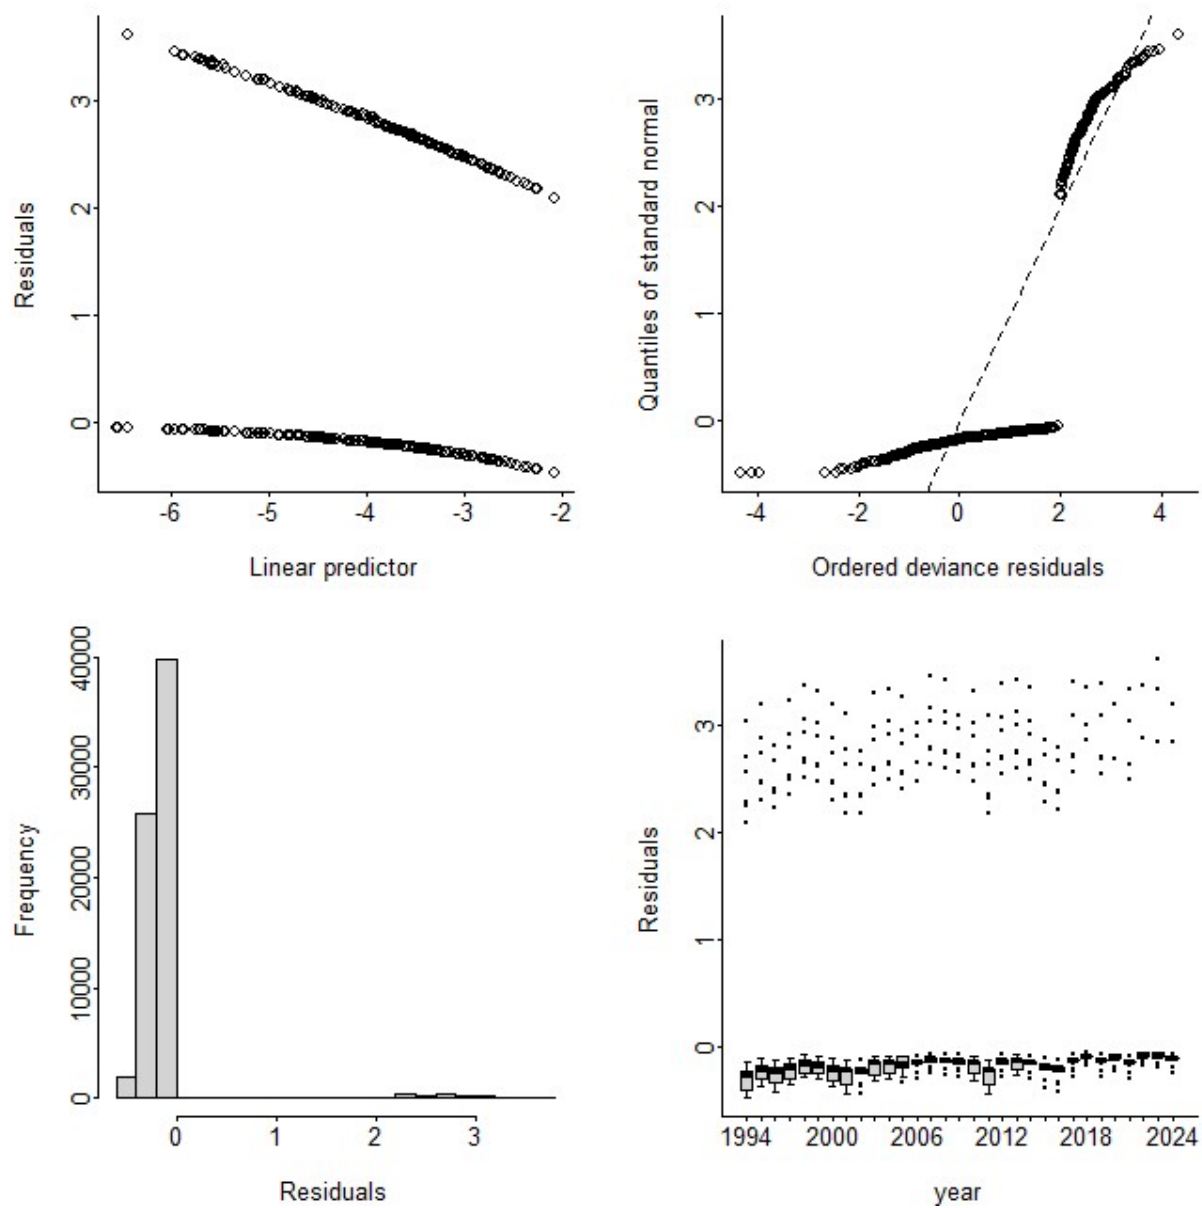 3
2
1
0
Residuals
-6 -5 -4 -3 -2
Linear predictor
3
2
1
0
Quantiles of standard normal
-4 -2 0 2 4
Ordered deviance residuals
40000
30000
20000
10000
0
Frequency
0 1 2 3
Residuals
3
2
1
0
Residuals
1994 2000 2006 2012 2018 2024
year